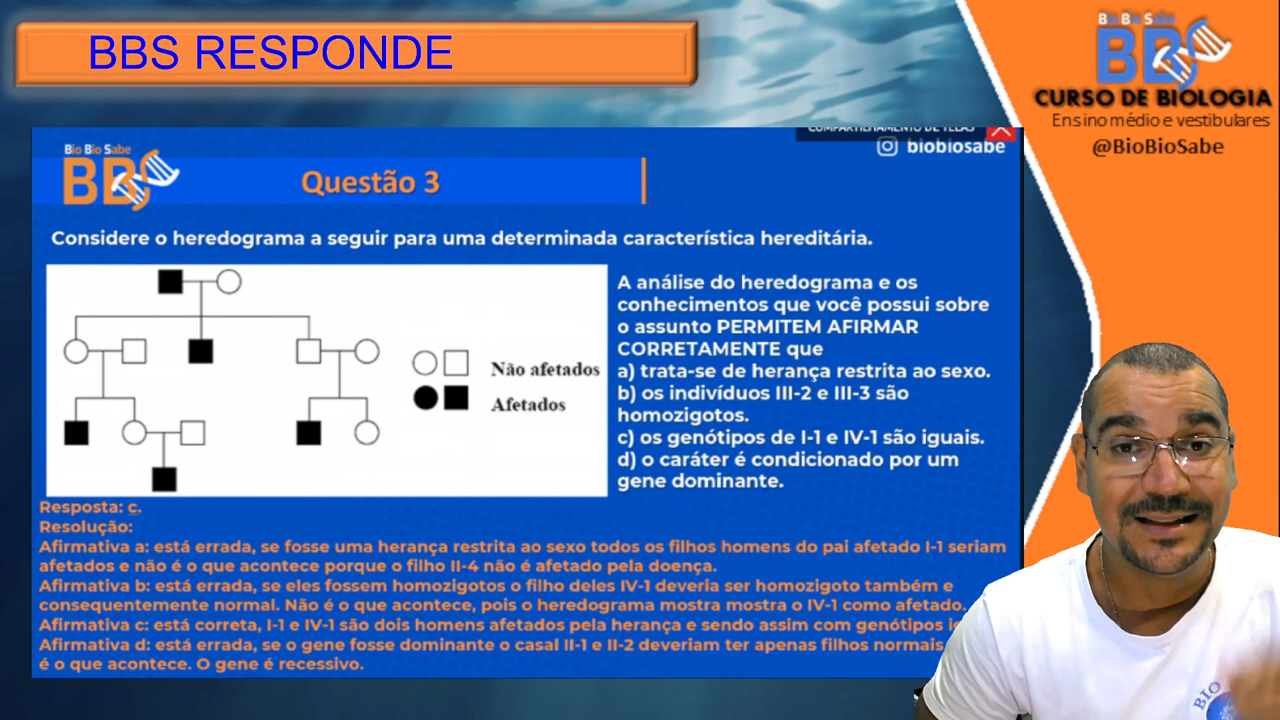 BBS RESPONDE
Bio Bio Sabe
BBS
CURSO DE BIOLOGIA
Ensino médio e vestibulares
@BioBioSabe
COMPARTILHAMENTO DE TELAS
biobiosabe
Bio Bio Sabe
BBS
Questão 3
Considere o heredograma a seguir para uma determinada característica hereditária.
Não afetados
Afetados
A análise do heredograma e os
conhecimentos que você possui sobre
o assunto PERMITEM AFIRMAR
CORRETAMENTE que
a) trata-se de herança restrita ao sexo.
b) os indivíduos III-2 e III-3 são
homozigotos.
c) os genótipos de I-1 e IV-1 são iguais.
d) o caráter é condicionado por um
gene dominante.
Resposta: c.
Resolução:
Afirmativa a: está errada, se fosse uma herança restrita ao sexo todos os filhos homens do pai afetado I-1 seriam
afetados e não é o que acontece porque o filho II-4 não é afetado pela doença.
Afirmativa b: está errada, se eles fossem homozigotos o filho deles IV-1 deveria ser homozigoto também e
consequentemente normal. Não é o que acontece, pois o heredograma mostra mostra o IV-1 como afetado.
Afirmativa c: está correta, I-1 e IV-1 são dois homens afetados pela herança e sendo assim com genótipos
Afirmativa d: está errada, se o gene fosse dominante o casal II-1 e II-2 deveriam ter apenas filhos normais
é o que acontece. O gene é recessivo.
BIO